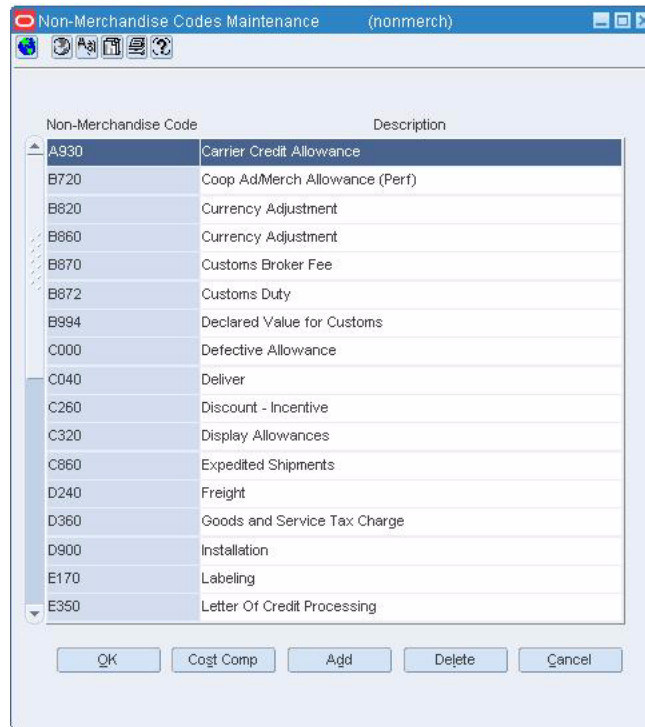 Non-Merchandise Codes Maintenance (nonmerch)
Non-Merchandise Code Description
A930 Carrier Credit Allowance
B720 Coop Ad/Merch Allowance (Perf)
B820 Currency Adjustment
B860 Currency Adjustment
B870 Customs Broker Fee
B872 Customs Duty
B994 Declared Value for Customs
C000 Defective Allowance
C040 Deliver
C260 Discount - Incentive
C320 Display Allowances
C860 Expedited Shipments
D240 Freight
D360 Goods and Service Tax Charge
D900 Installation
E170 Labeling
E350 Letter Of Credit Processing
OK Cost Comp Add Delete Cancel